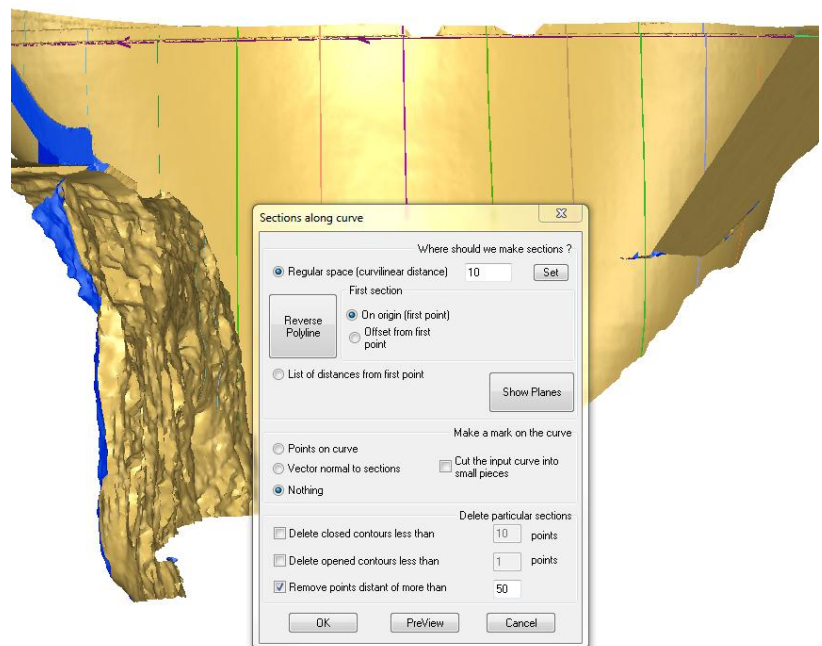 Sections along curve
Where should we make sections ?
Regular space (curvilinear distance) 10 Set
First section
Reverse
Polyline
On origin (first point)
Offset from first
point
List of distances from first point
Show Planes
Make a mark on the curve
Points on curve
Vector normal to sections
Cut the input curve into
small pieces
Nothing
Delete particular sections
Delete closed contours less than 10 points
Delete opened contours less than 1 points
Remove points distant of more than 50
OK PreView Cancel